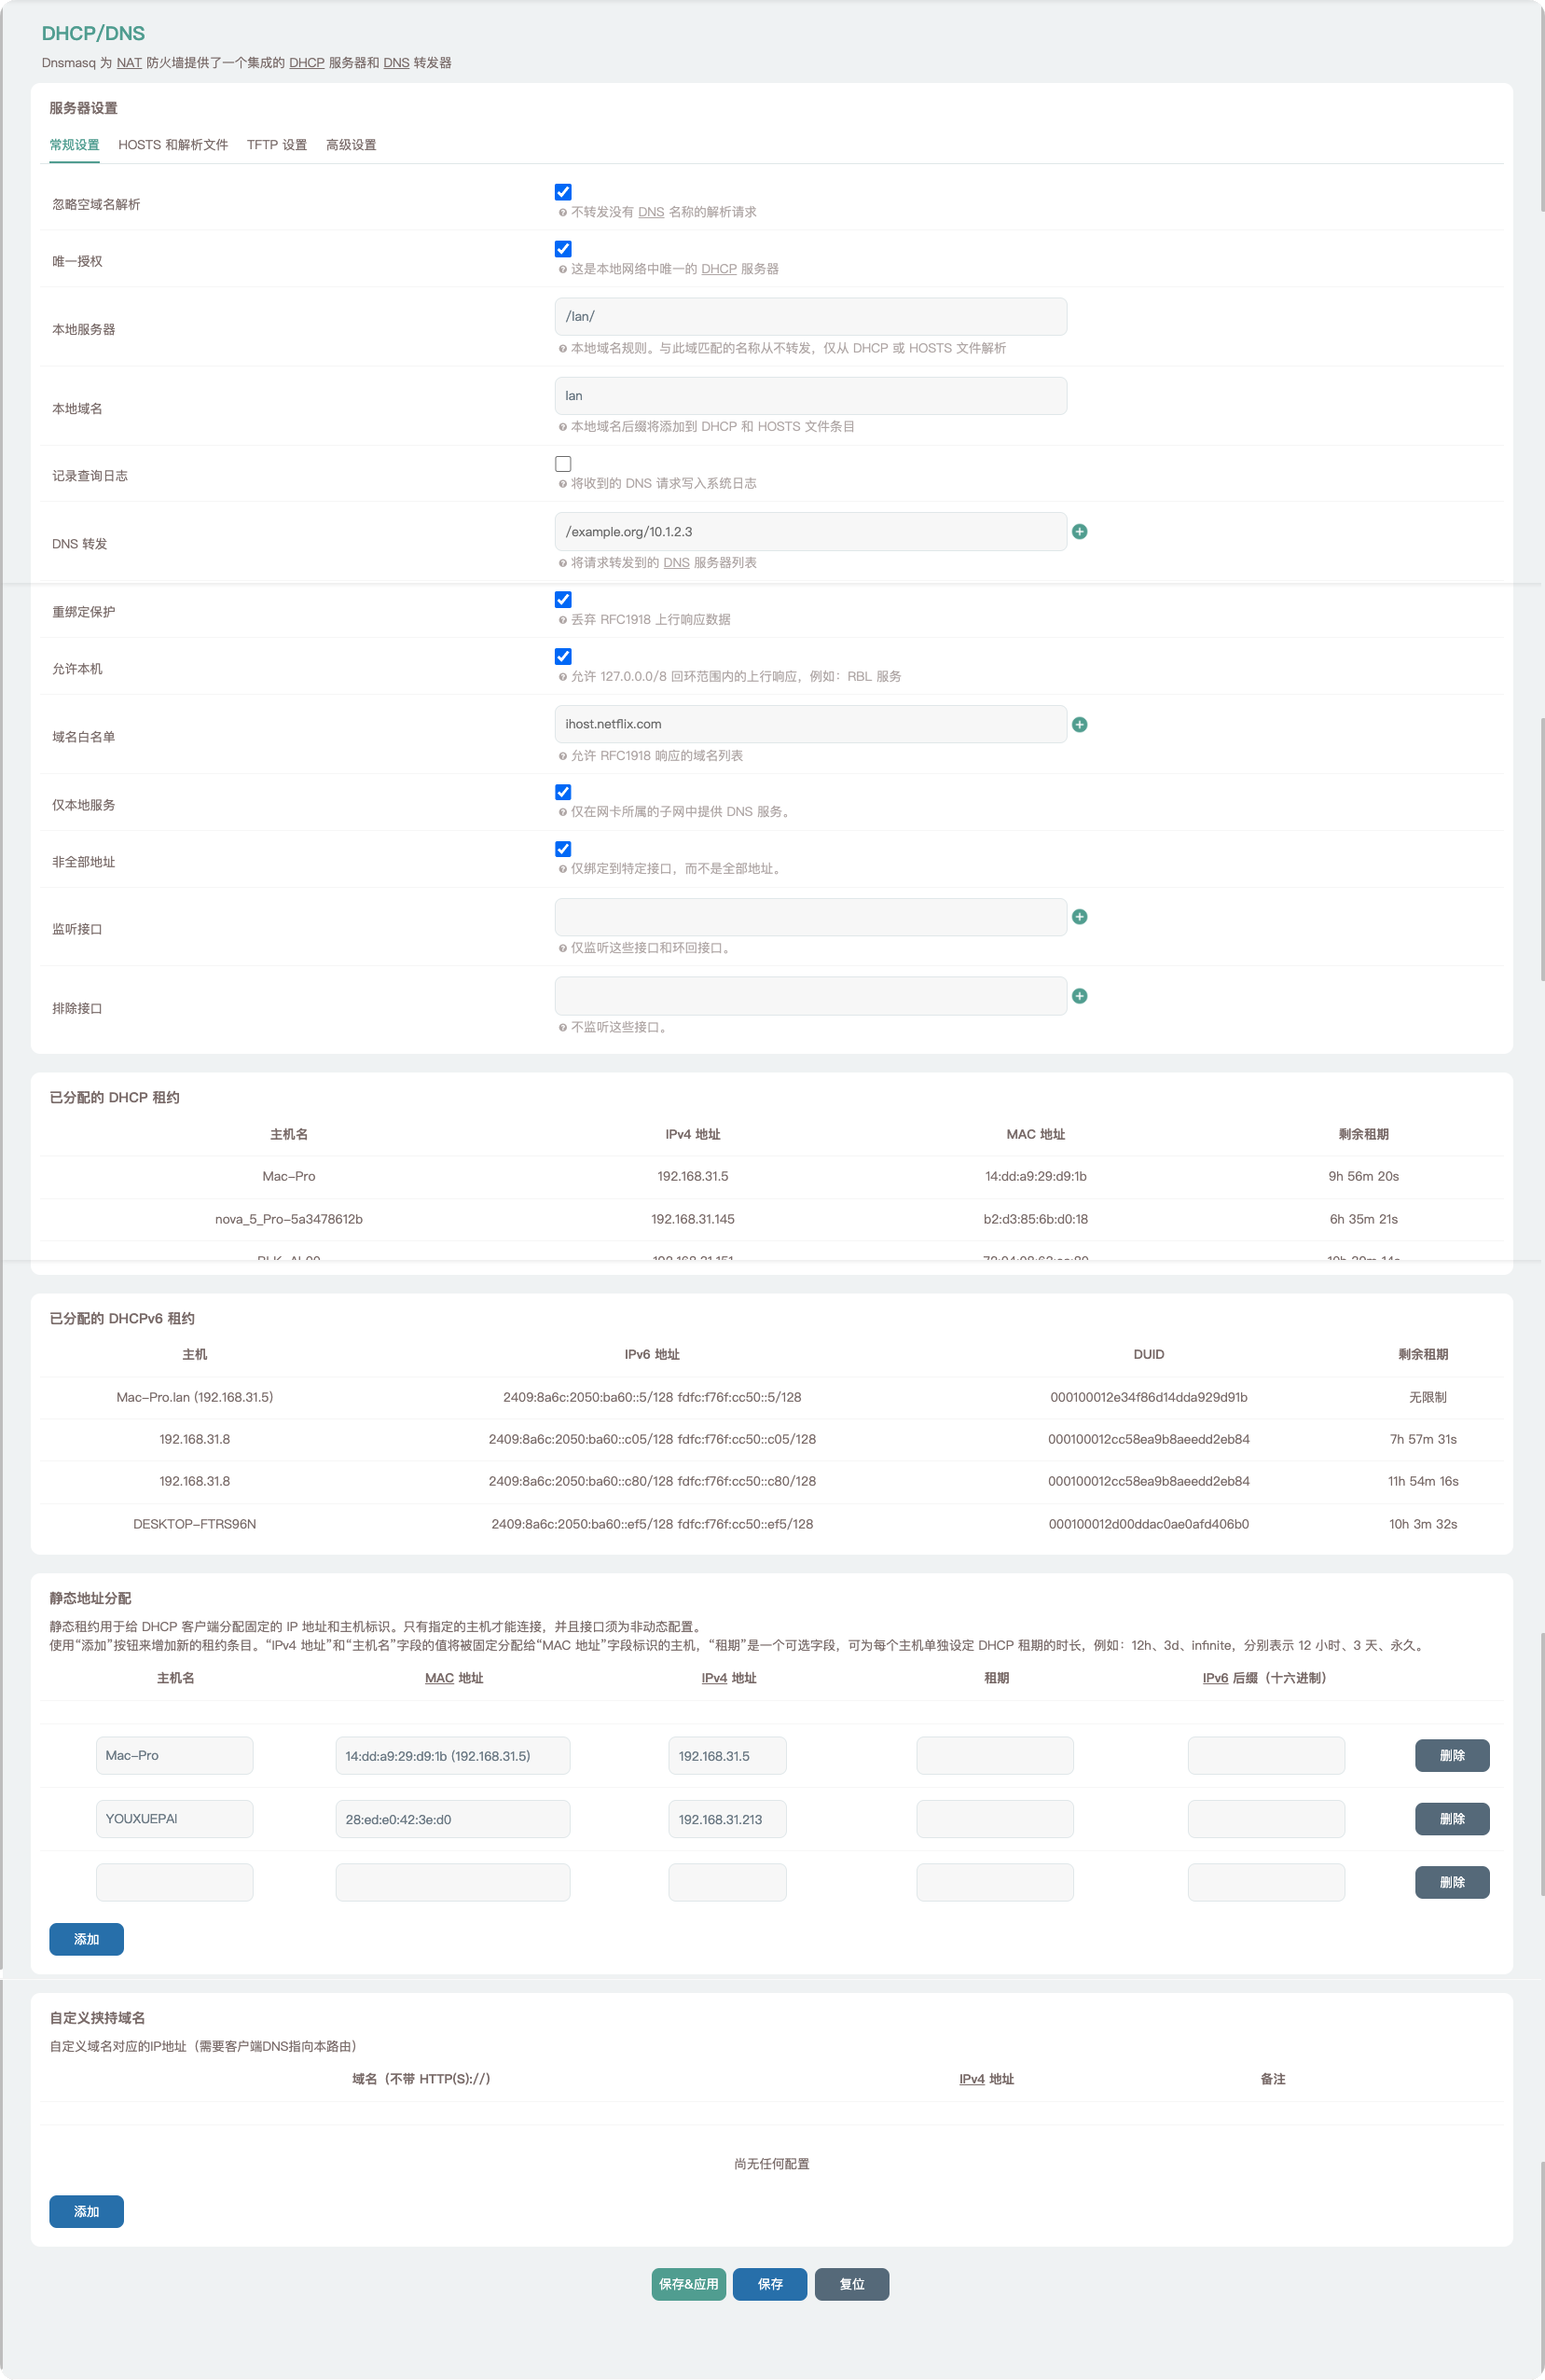 DHCP/DNS
Dnsmasq 为 NAT 防火墙提供了一个集成的 DHCP 服务器和 DNS 转发器
服务器设置
常规设置 HOSTS 和解析文件 TFTP 设置 高级设置
忽略空域名解析
不转发没有 DNS 名称的解析请求
唯一授权
这是本地网络中唯一的 DHCP 服务器
本地服务器
/lan/
本地域名规则。与此域匹配的名称从不转发，仅从 DHCP 或 HOSTS 文件解析
本地域名
lan
本地域名后缀将添加到 DHCP 和 HOSTS 文件条目
记录查询日志
将收到的 DNS 请求写入系统日志
DNS 转发
/example.org/10.1.2.3
将请求转发到的 DNS 服务器列表
重绑定保护
丢弃 RFC1918 上行响应数据
允许本机
允许 127.0.0.0/8 回环范围内的上行响应，例如：RBL 服务
域名白名单
ihost.netflix.com
允许 RFC1918 响应的域名列表
仅本地服务
仅在网卡所属的子网中提供 DNS 服务。
非全部地址
仅绑定到特定接口，而不是全部地址。
监听接口
仅监听这些接口和环回接口。
排除接口
不监听这些接口。
已分配的 DHCP 租约
主机名 IPv4 地址 MAC 地址 剩余租期
Mac-Pro 192.168.31.5 14:dd:a9:29:d9:1b 9h 56m 20s
nova_5_Pro-5a3478612b 192.168.31.145 b2:d3:85:6b:d0:18 6h 35m 21s
已分配的 DHCPv6 租约
主机 IPv6 地址 DUID 剩余租期
Mac-Pro.lan (192.168.31.5) 2409:8a6c:2050:ba60::5/128 fdfc:f76f:cc50::5/128 000100012e34f86d14dda929d91b 无限制
192.168.31.8 2409:8a6c:2050:ba60::c05/128 fdfc:f76f:cc50::c05/128 000100012cc58ea9b8aeedd2eb84 7h 57m 31s
192.168.31.8 2409:8a6c:2050:ba60::c80/128 fdfc:f76f:cc50::c80/128 000100012cc58ea9b8aeedd2eb84 11h 54m 16s
DESKTOP-FTRS96N 2409:8a6c:2050:ba60::ef5/128 fdfc:f76f:cc50::ef5/128 000100012d00ddac0ae0afd406b0 10h 3m 32s
静态地址分配
静态租约用于给 DHCP 客户端分配固定的 IP 地址和主机标识。只有指定的主机才能连接，并且接口须为非动态配置。
使用“添加”按钮来增加新的租约条目。“IPv4 地址”和“主机名”字段的值将被固定分配给“MAC 地址”字段标识的主机，“租期”是一个可选字段，可为每个主机单独设定 DHCP 租期的时长，例如：12h、3d、infinite，分别表示 12 小时、3 天、永久。
主机名 MAC 地址 IPv4 地址 租期 IPv6 后缀（十六进制）
Mac-Pro 14:dd:a9:29:d9:1b (192.168.31.5) 192.168.31.5 删除
YOUXUEPAI 28:ed:e0:42:3e:d0 192.168.31.213 删除
删除
添加
自定义挟持域名
自定义域名对应的IP地址（需要客户端DNS指向本路由）
域名（不带 HTTP(S)://） IPv4 地址 备注
尚无任何配置
添加
保存&应用 保存 复位